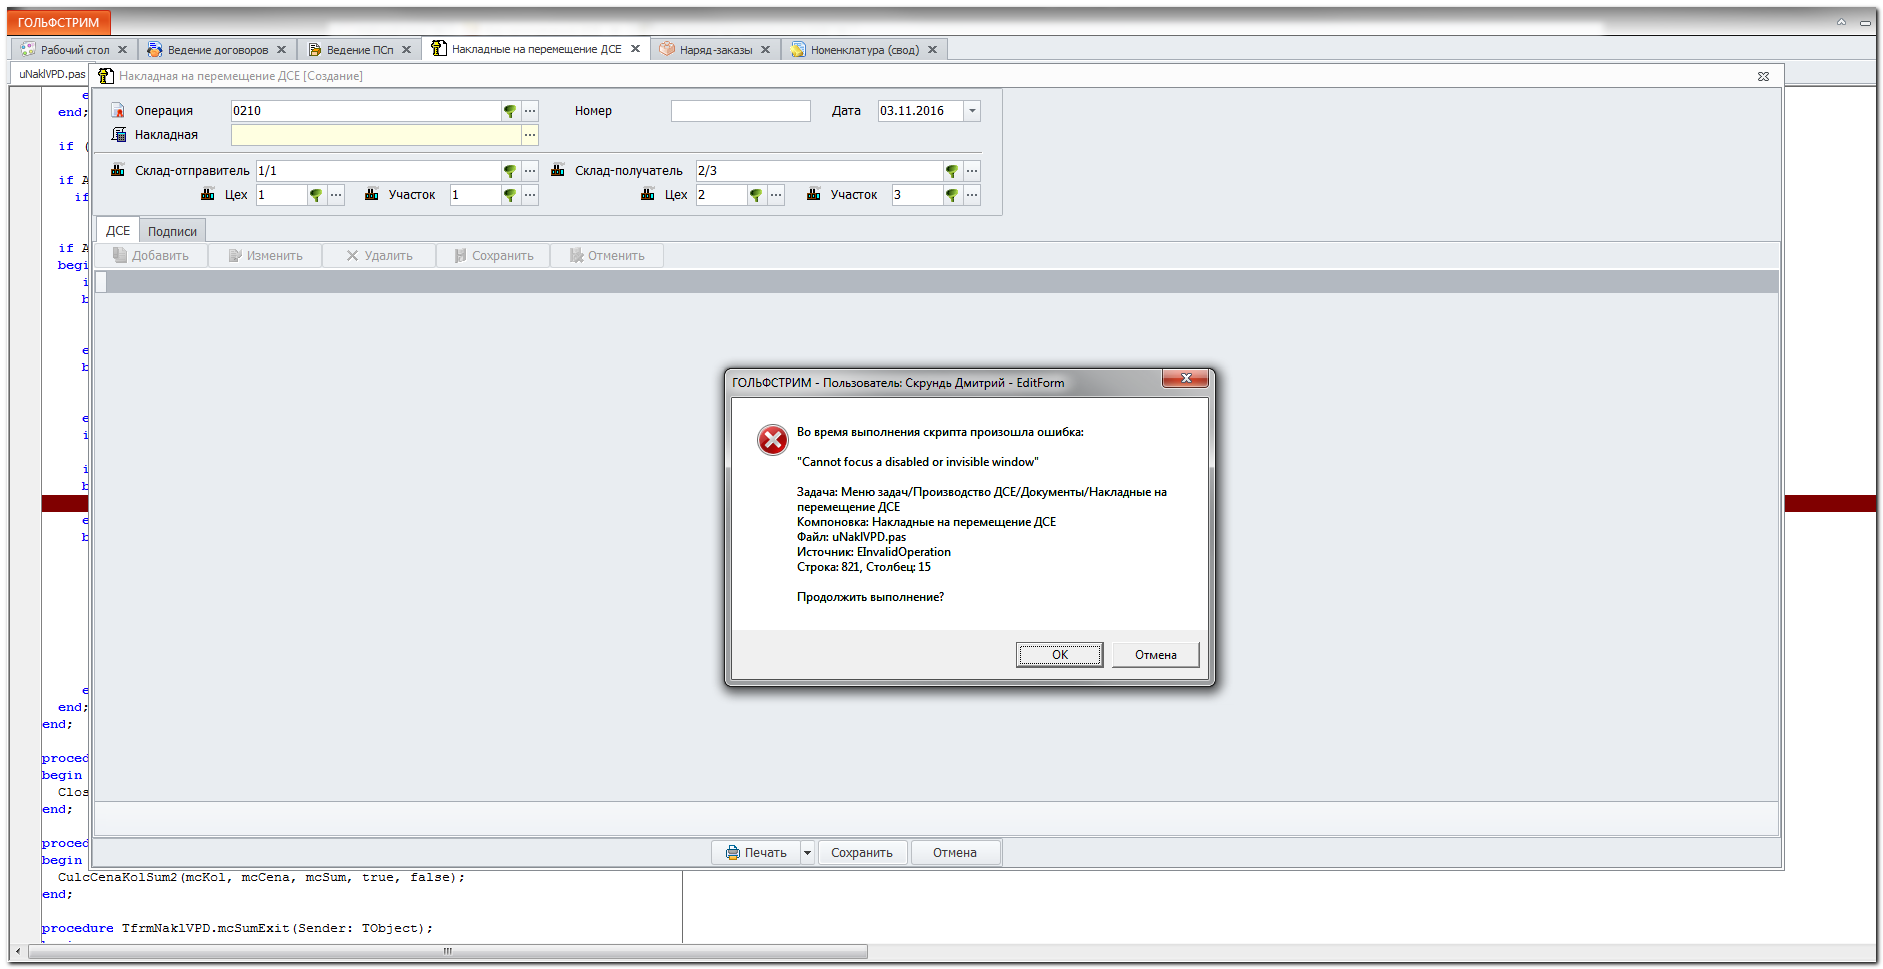 ГОЛЬФСТРИМ
Рабочий стол
Ведение договоров
Ведение ПСп
Накладные на перемещение ДСЕ
Наряд-заказы
Номенклатура (свод)
uNaklVPD.pas
Накладная на перемещение ДСЕ [Создание]
Операция
0210
Номер
Дата
03.11.2016
Накладная
Склад-отправитель
1/1
Склад-получатель
2/3
Цех
1
Участок
1
Цех
2
Участок
3
ДСЕ
Подписи
Добавить
Изменить
Удалить
Сохранить
Отменить
e
end;
if (
if A
if
if A
begi
i
b
e
b
e
i
i
b
e
b
e
end;
end;
proced
begin
Clos
end;
proced
begin
ГОЛЬФСТРИМ - Пользователь: Скрундь Дмитрий - EditForm
Во время выполнения скрипта произошла ошибка:
"Cannot focus a disabled or invisible window"
Задача: Меню задач/Производство ДСЕ/Документы/Накладные на
перемещение ДСЕ
Компоновка: Накладные на перемещение ДСЕ
Файл: uNaklVPD.pas
Источник: EInvalidOperation
Строка: 821, Столбец: 15
Продолжить выполнение?
ОК
Отмена
Печать
Сохранить
Отмена
CulcCenaKolSum2(mcKol, mcCena, mcSum, true, false);
end;
procedure TfrmNaklVPD.mcSumExit(Sender: TObject);